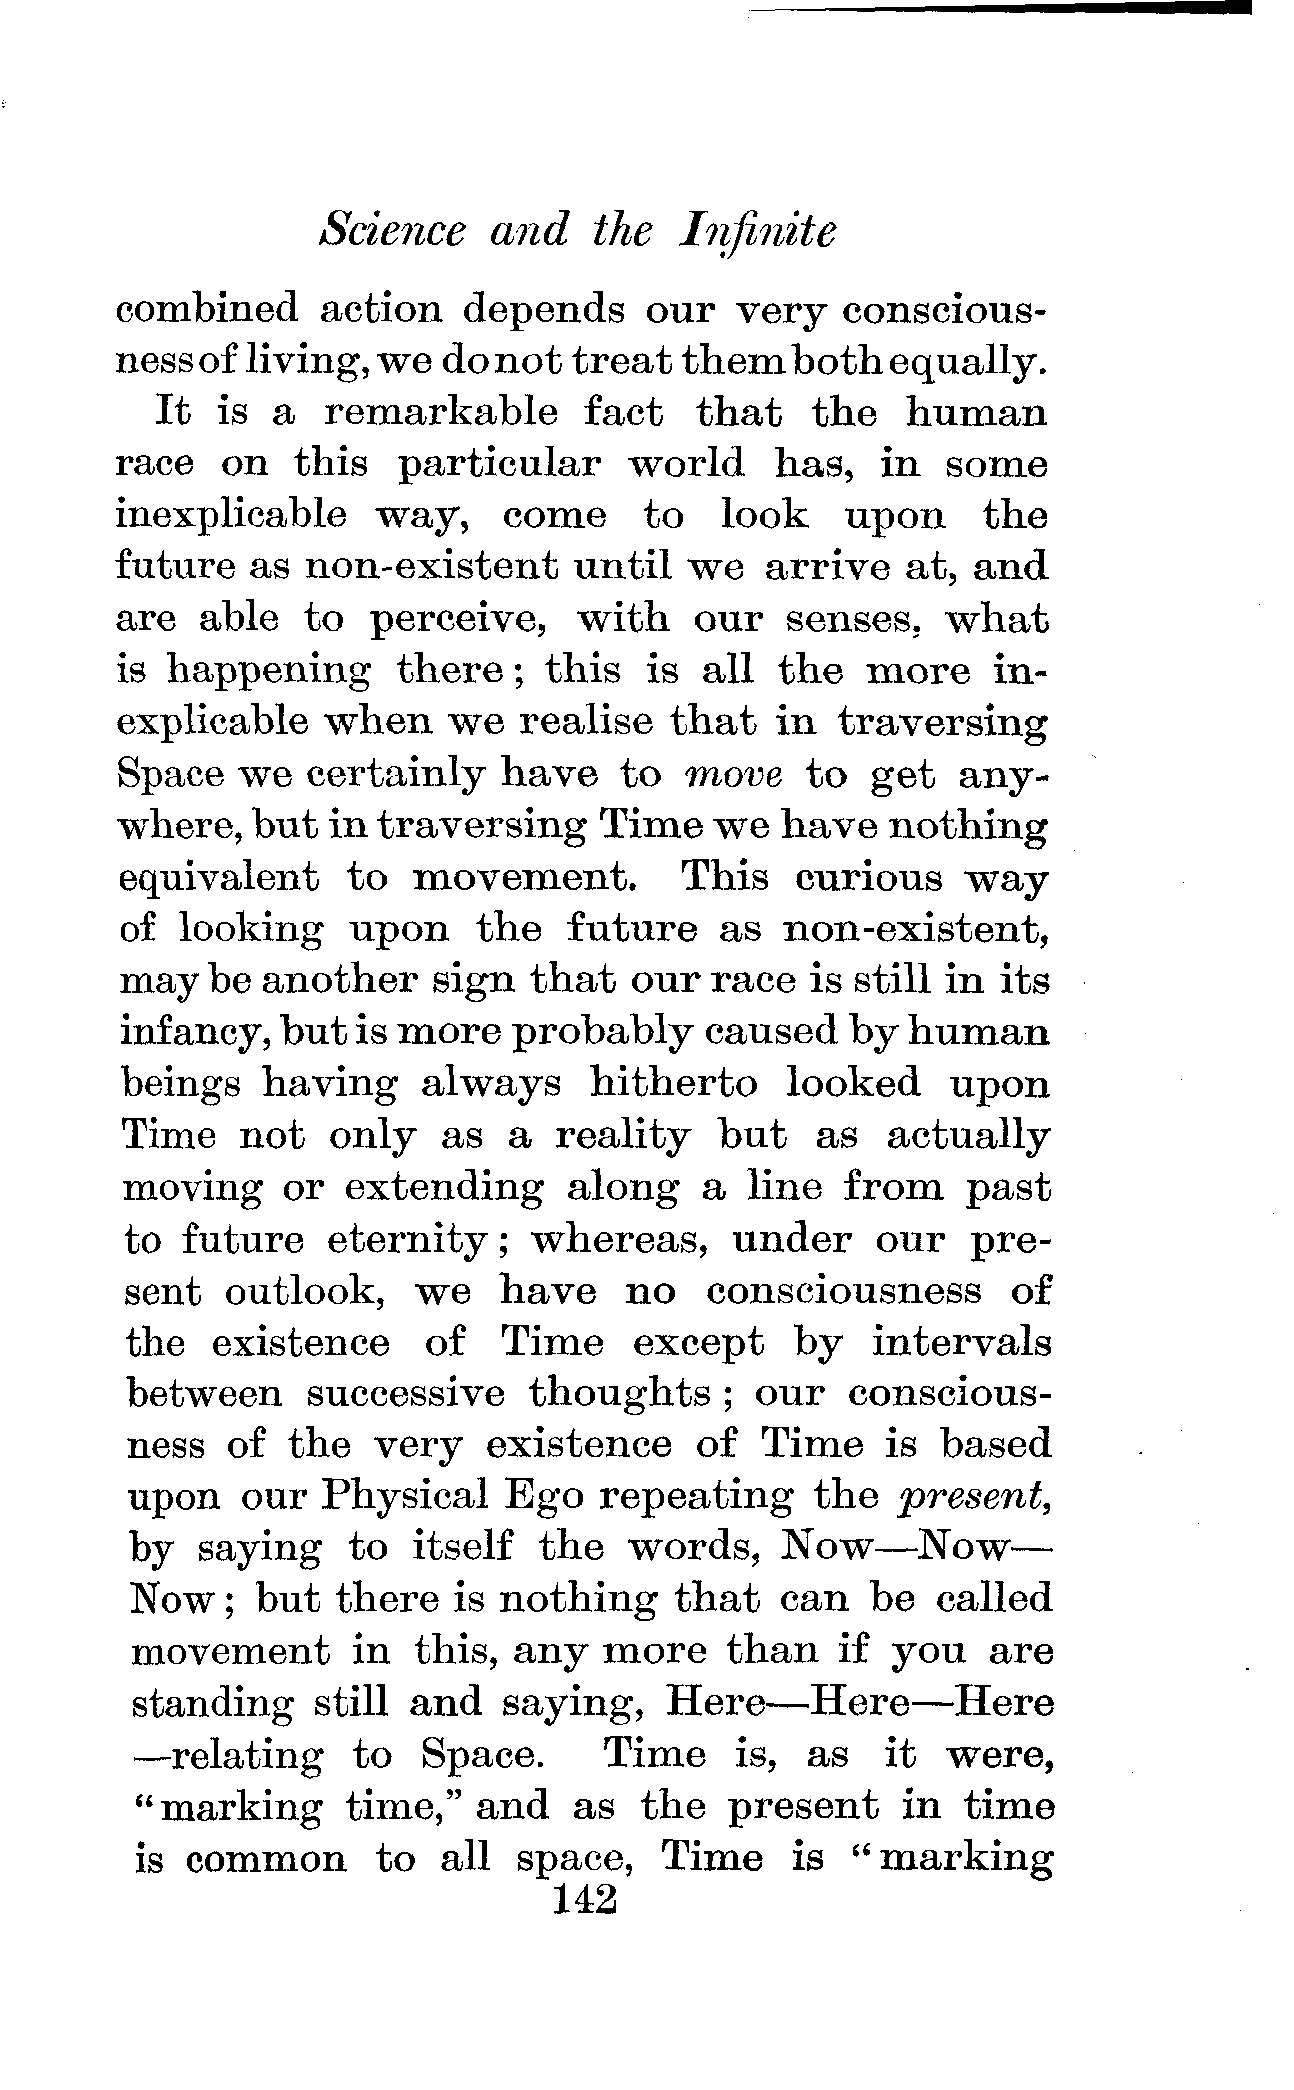 Science and the Infinite
combined action depends our very conscious-
ness of living, we do not treat them both equally.
It is a remarkable fact that the human
race on this particular world has, in some
inexplicable way, come to look upon the
future as non-existent until we arrive at, and
are able to perceive, with our senses, what
is happening there; this is all the more in-
explicable when we realise that in traversing
Space we certainly have to move to get any-
where, but in traversing Time we have nothing
equivalent to movement. This curious way
of looking upon the future as non-existent,
may be another sign that our race is still in its
infancy, but is more probably caused by human
beings having always hitherto looked upon
Time not only as a reality but as actually
moving or extending along a line from past
to future eternity; whereas, under our pre-
sent outlook, we have no consciousness of
the existence of Time except by intervals
between successive thoughts; our conscious-
ness of the very existence of Time is based
upon our Physical Ego repeating the present,
by saying to itself the words, Now—Now—
Now; but there is nothing that can be called
movement in this, any more than if you are
standing still and saying, Here—Here—Here
—relating to Space. Time is, as it were,
“marking time,” and as the present in time
is common to all space, Time is “marking
142